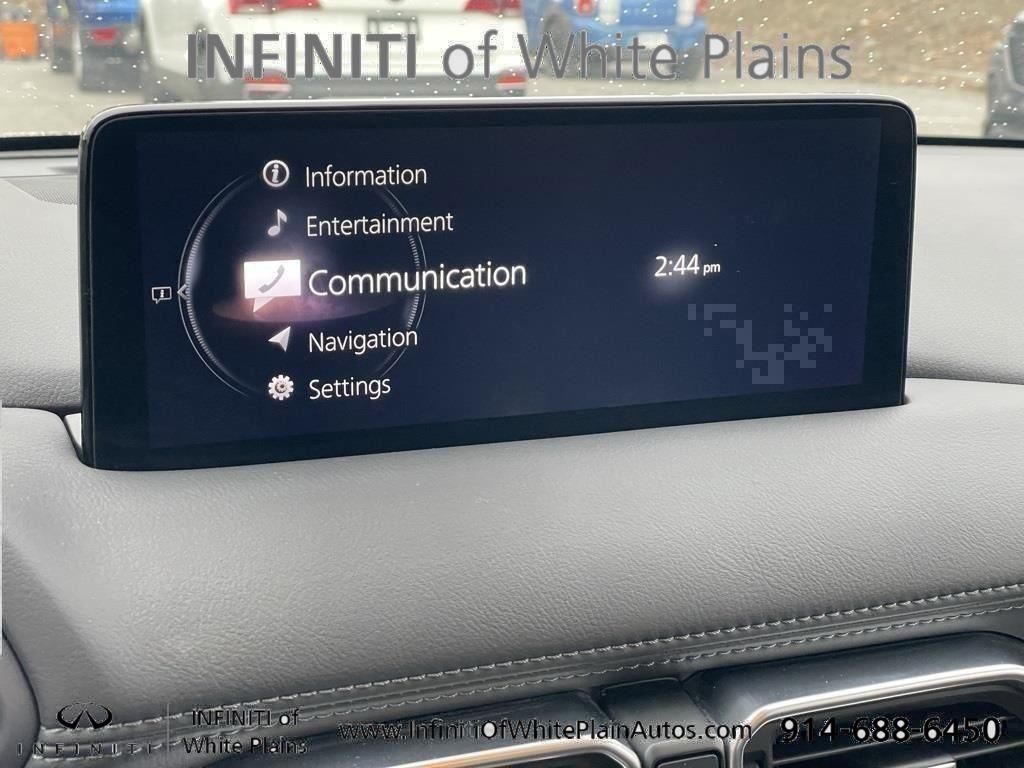 INFINITI of White Plains
Information
Entertainment
Communication
2:44 pm
Navigation
Settings
INFINITI
INFINITI of
White Plains
www.InfinitiOfWhitePlainAutos.com
914-688-6450